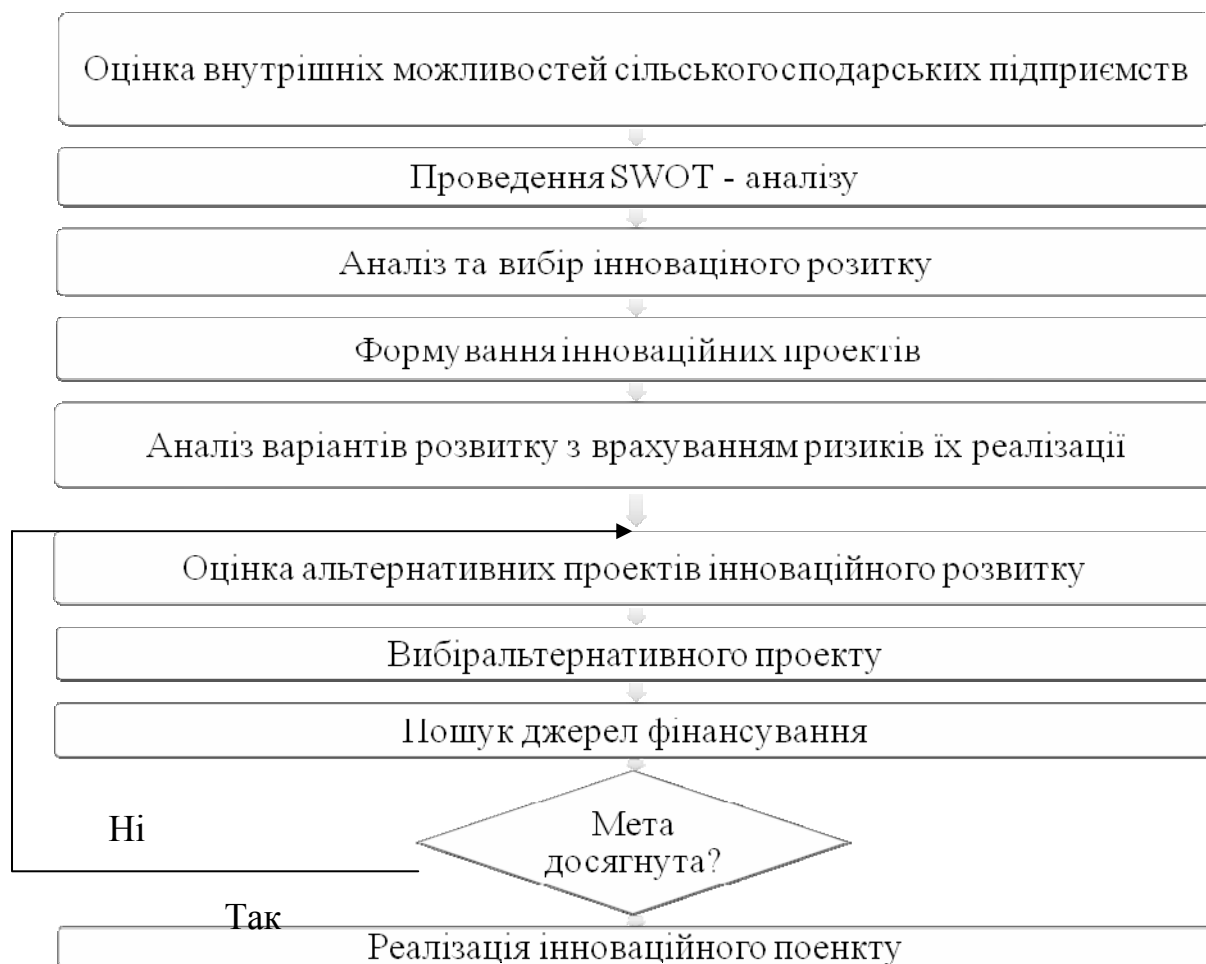 Оцінка внутрішніх можливостей сільськогосподарських підприємств
Проведення SWOT - аналізу
Аналіз та вибір інноваціного розитку
Формування інноваційних проектів
Аналіз варіантів розвитку з врахуванням ризиків їх реалізації
Оцінка альтернативних проектів інноваційного розвитку
Вибіральтернативного проекту
Пошук джерел фінансування
Мета
досягнута?
Ні
Так
Реалізація інноваційного поенкту